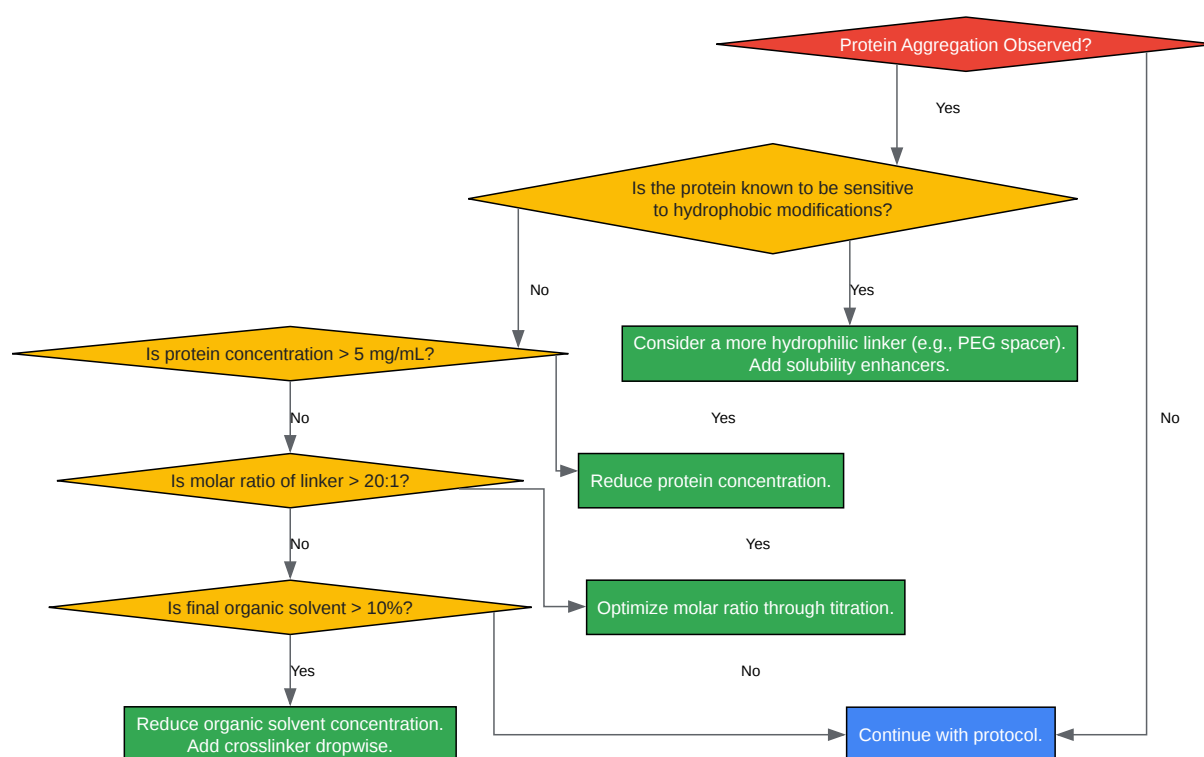 Protein Aggregation Observed?
Yes
Is the protein known to be sensitive
to hydrophobic modifications?
No
Yes
Is protein concentration > 5 mg/mL?
Consider a more hydrophilic linker (e.g., PEG spacer).
Add solubility enhancers.
No
Yes
No
Is molar ratio of linker > 20:1?
Reduce protein concentration.
No
Yes
Is final organic solvent > 10%?
Optimize molar ratio through titration.
Yes
No
Reduce organic solvent concentration.
Add crosslinker dropwise.
Continue with protocol.